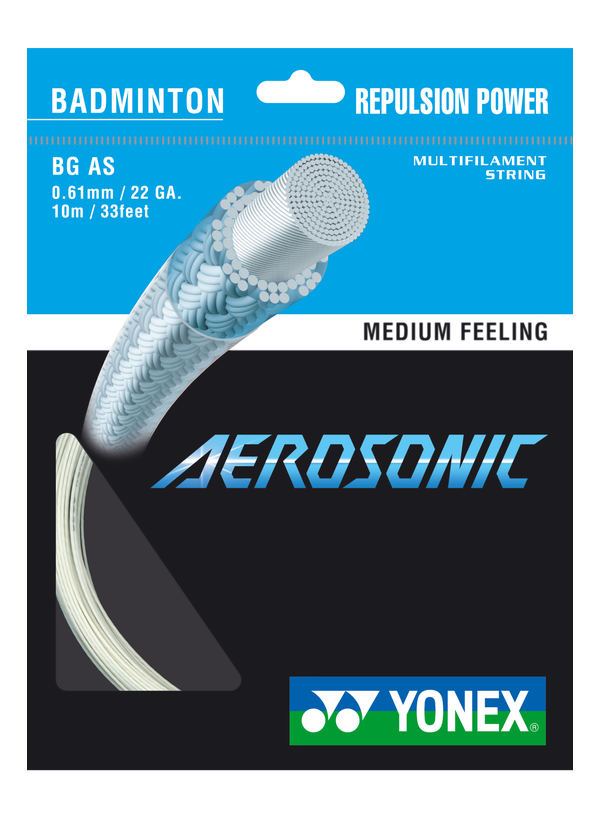 BADMINTON
REPULSION POWER
BG AS
0.61mm / 22 GA.
10m / 33feet
MULTIFILAMENT
STRING
MEDIUM FEELING
AEROSONIC
YONEX®